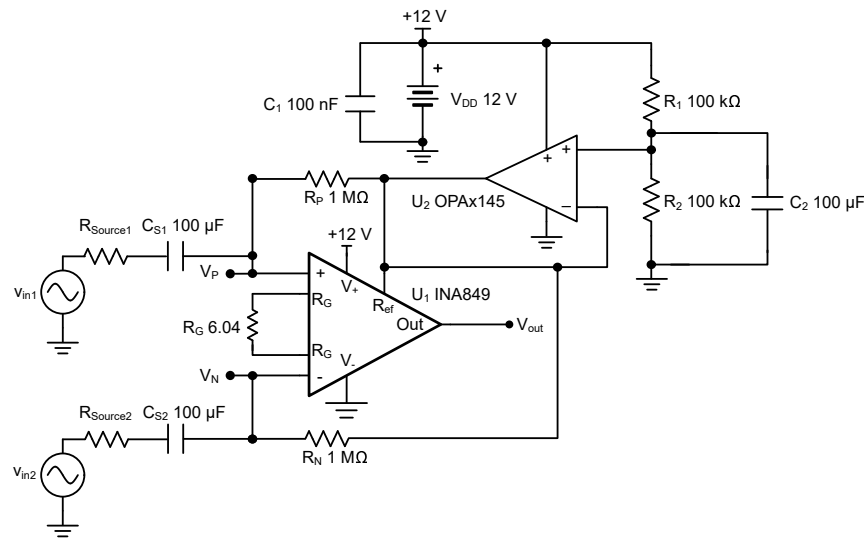 +12 V
C1 100 nF
+
VDD 12 V
R1 100 kΩ
+
+
−
U2 OPAx145
R2 100 kΩ
C2 100 µF
RP 1 MΩ
RSource1
CS1 100 µF
vin1
VP
+12 V
+
V+
Ref
U1 INA849
RG
RG 6.04
Out
Vout
RG
V-
VN
-
RSource2
CS2 100 µF
RN 1 MΩ
vin2